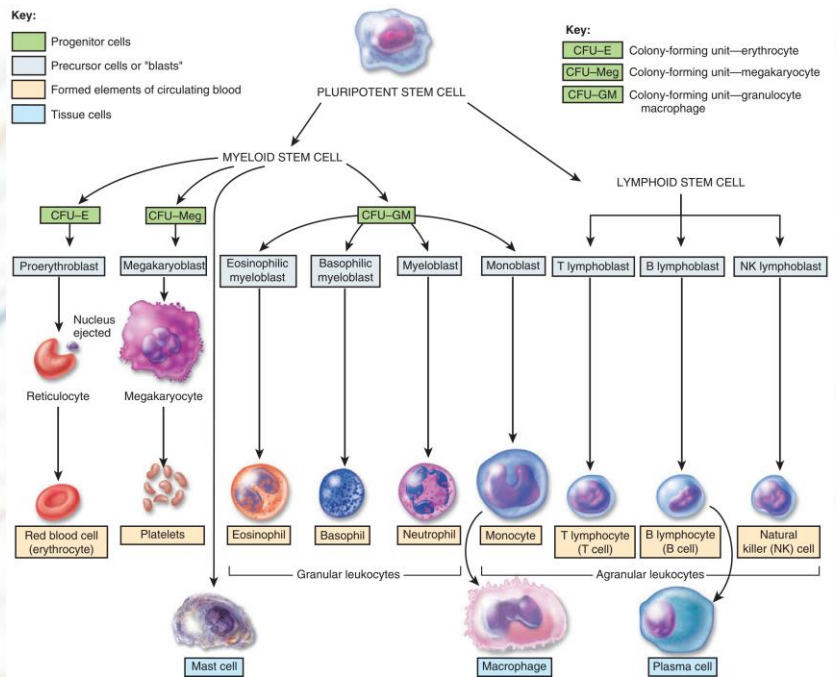 Key:
Progenitor cells
Precursor cells or "blasts"
Formed elements of circulating blood
Tissue cells
Key:
CFU–E Colony-forming unit—erythrocyte
CFU–Meg Colony-forming unit—megakaryocyte
CFU–GM Colony-forming unit—granulocyte
macrophage
PLURIPOTENT STEM CELL
MYELOID STEM CELL
LYMPHOID STEM CELL
CFU–E
CFU–Meg
CFU–GM
Proerythroblast
Megakaryoblast
Eosinophilic
myeloblast
Basophilic
myeloblast
Myeloblast
Monoblast
T lymphoblast
B lymphoblast
NK lymphoblast
Nucleus
ejected
Reticulocyte
Megakaryocyte
Red blood cell
(erythrocyte)
Platelets
Eosinophil
Basophil
Neutrophil
Monocyte
T lymphocyte
(T cell)
B lymphocyte
(B cell)
Natural
killer (NK) cell
Granular leukocytes
Agranular leukocytes
Mast cell
Macrophage
Plasma cell